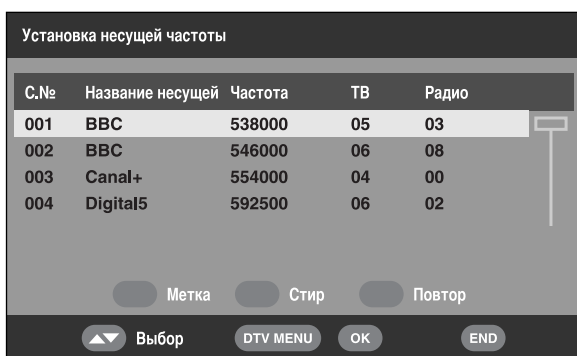 Установка несущей частоты
С.№ Название несущей Частота ТВ Радио
001 BBC 538000 05 03
002 BBC 546000 06 08
003 Canal+ 554000 04 00
004 Digital5 592500 06 02
Метка Стир Повтор
Выбор DTV MENU OK END